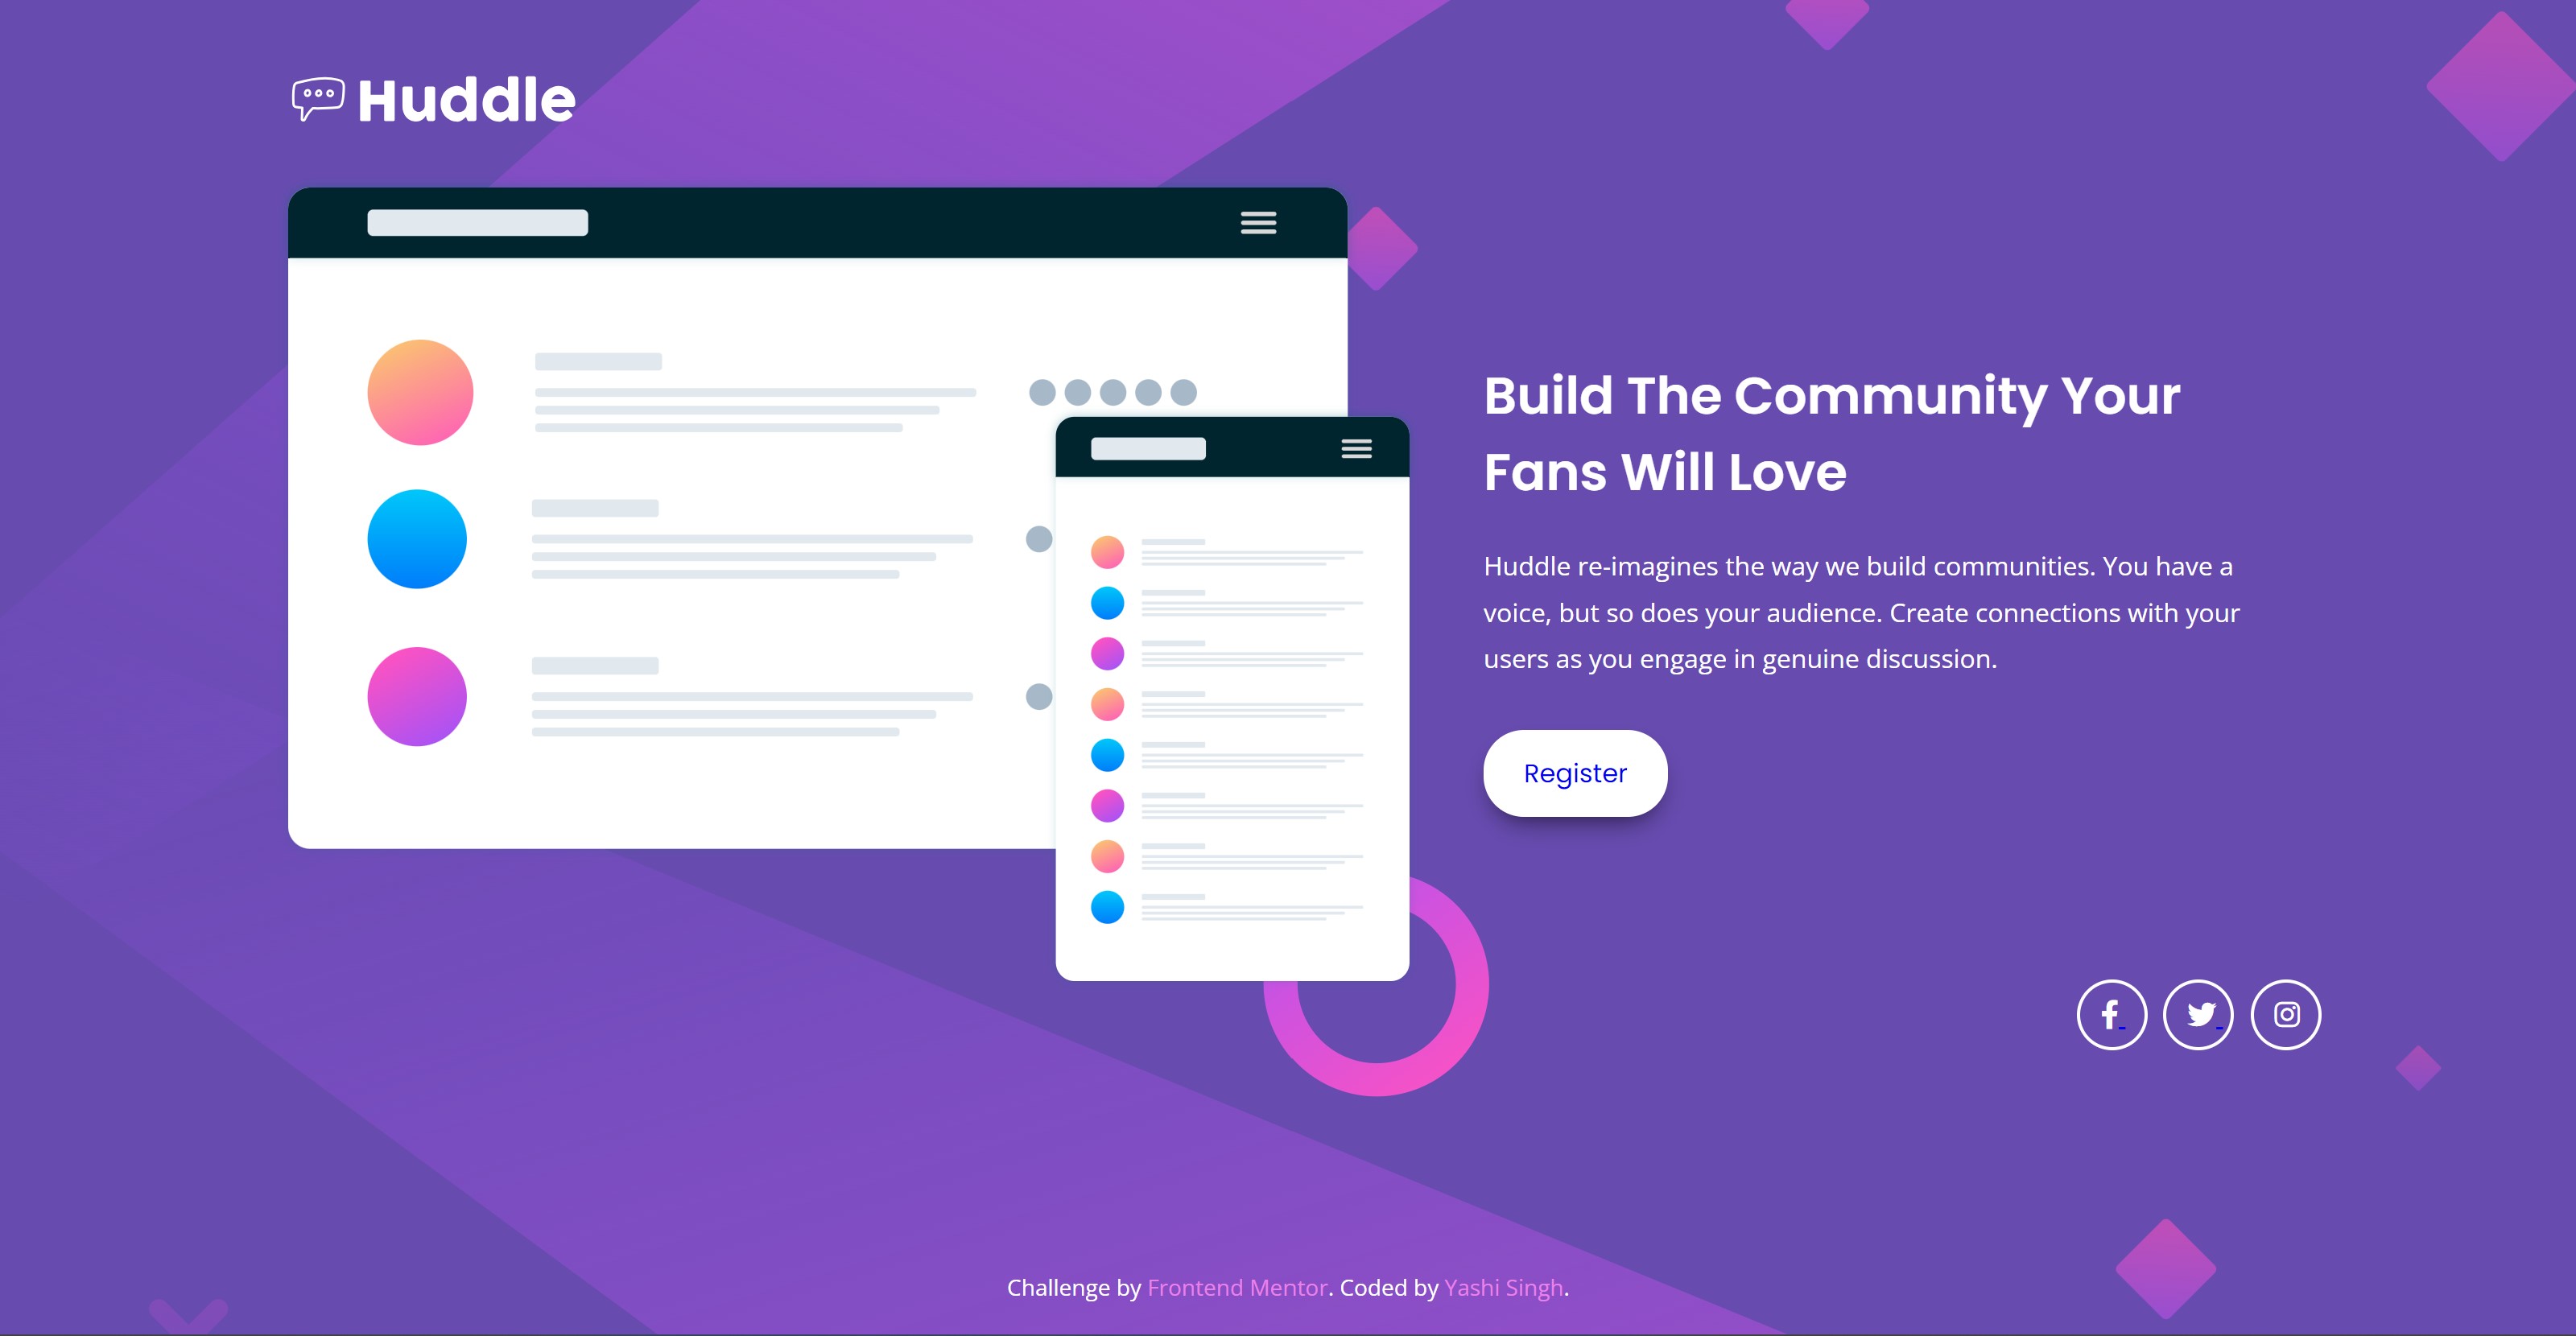 Huddle
Build The Community Your
Fans Will Love
Huddle re-imagines the way we build communities. You have a
voice, but so does your audience. Create connections with your
users as you engage in genuine discussion.
Register
Challenge by Frontend Mentor. Coded by Yashi Singh.